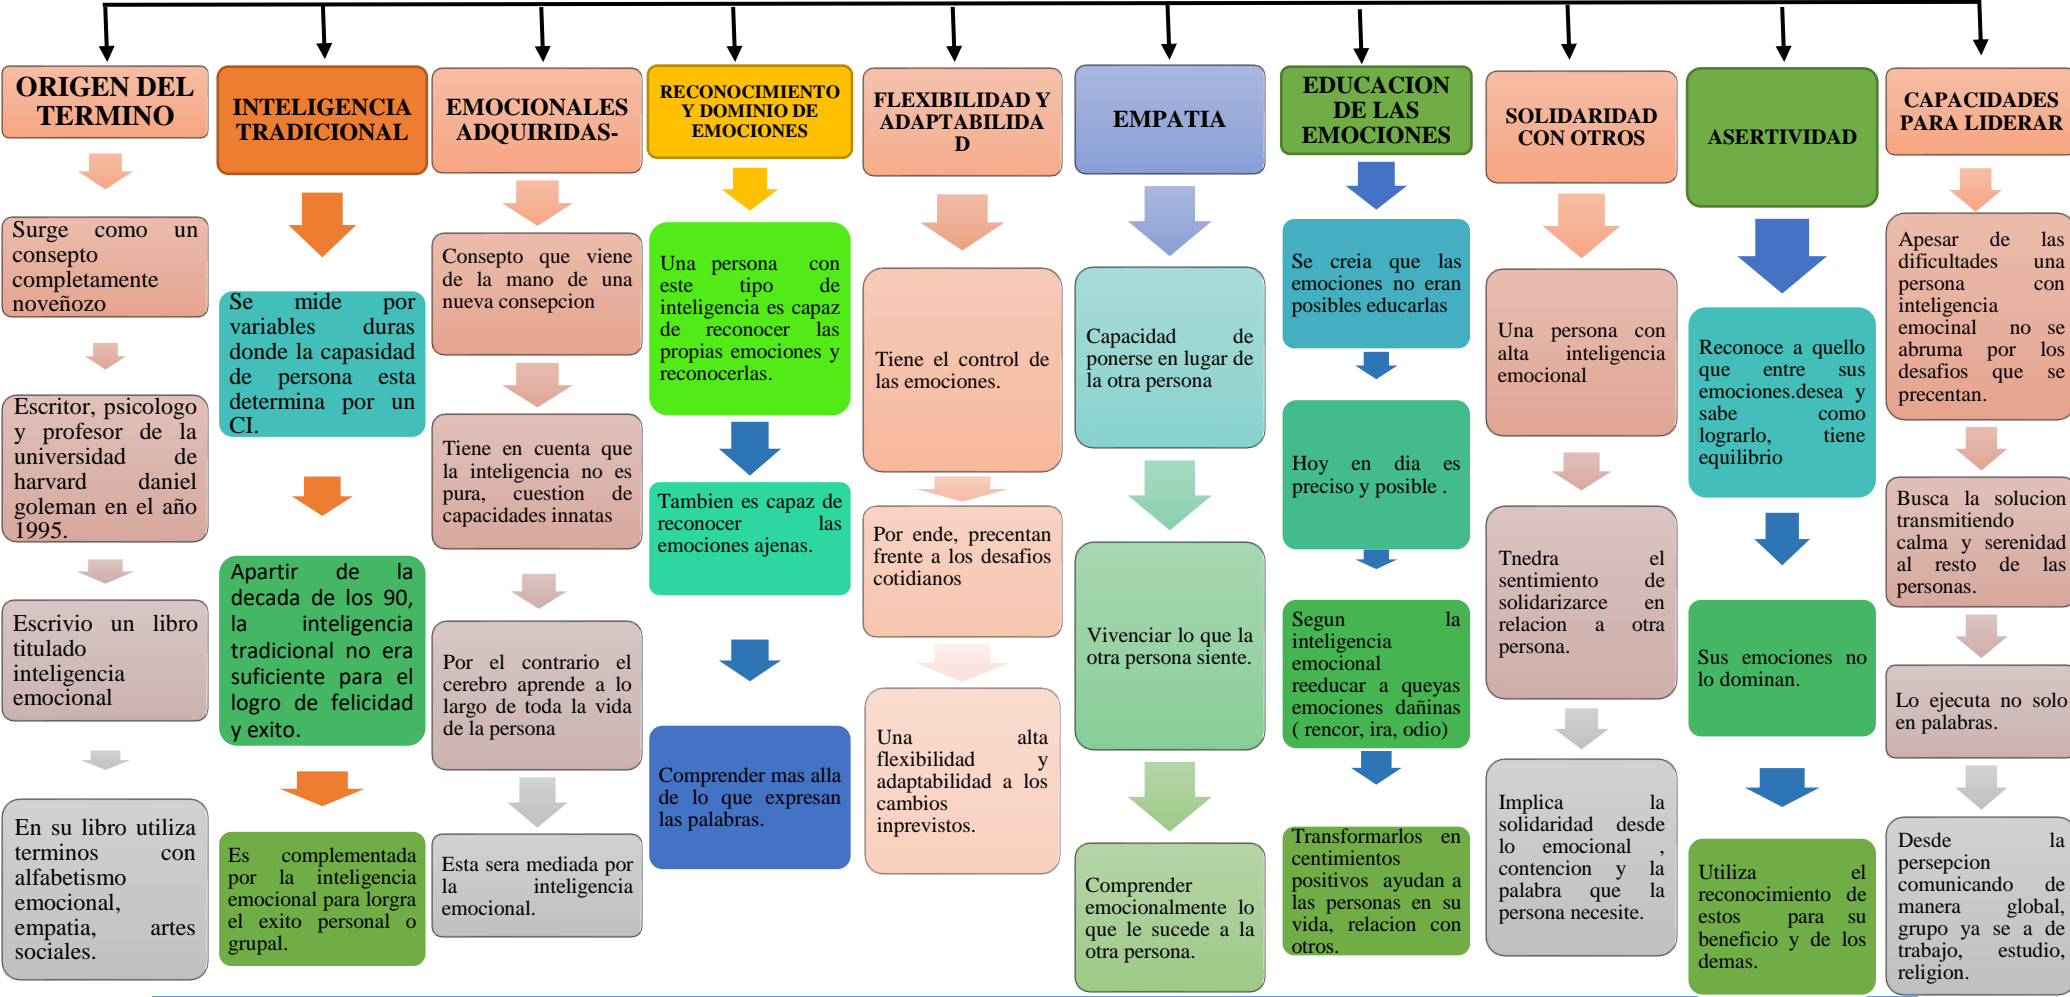 ORIGEN DEL
TERMINO
Surge como un
consepto
completamente
noveñozo
Escritor, psicologo
y profesor de la
universidad de
harvard daniel
goleman en el año
1995.
Escrivio un libro
titulado
inteligencia
emocional
En su libro utiliza
terminos con
alfabetismo
emocional,
empatia, artes
sociales.
INTELIGENCIA
TRADICIONAL
Se mide por
variables duras
donde la capasidad
de persona esta
determina por un
CI.
Apartir de la
decada de los 90,
la inteligencia
tradicional no era
suficiente para el
logro de felicidad
y exito.
Es complementada
por la inteligencia
emocional para lorgra
el exito personal o
grupal.
EMOCIONALES
ADQUIRIDAS-
Consepto que viene
de la mano de una
nueva consepcion
Tiene en cuenta que
la inteligencia no es
pura, cuestion de
capacidades innatas
Por el contrario el
cerebro aprende a lo
largo de toda la vida
de la persona
Esta sera mediada por
la inteligencia
emocional.
RECONOCIMIENTO
Y DOMINIO DE
EMOCIONES
Una persona con
este tipo de
inteligencia es capaz
de reconocer las
propias emociones y
reconocerlas.
Tambien es capaz de
reconocer las
emociones ajenas.
Comprender mas alla
de lo que expresan
las palabras.
FLEXIBILIDAD Y
ADAPTABILIDA
D
Tiene el control de
las emociones.
Por ende, precentan
frente a los desafios
cotidianos
Una alta
flexibilidad y
adaptabilidad a los
cambios
inprevistos.
EMPATIA
Capacidad de
ponerse en lugar de
la otra persona
Vivenciar lo que la
otra persona siente.
Comprender
emocionalmente lo
que le sucede a la
otra persona.
EDUCACION
DE LAS
EMOCIONES
Se creia que las
emociones no eran
posibles educarlas
Hoy en dia es
preciso y posible .
Segun la
inteligencia
emocional
reeducar a queyas
emociones dañinas
( rencor, ira, odio)
Transformarlos en
centimientos
positivos ayudan a
las personas en su
vida, relacion con
otros.
SOLIDARIDAD
CON OTROS
Una persona con
alta inteligencia
emocional
Tnedra el
sentimiento de
solidarizarce en
relacion a otra
persona.
Implica la
solidaridad desde
lo emocional ,
contencion y la
palabra que la
persona necesite.
ASERTIVIDAD
Reconoce a quello
que entre sus
emociones.desea y
sabe como
lograrlo, tiene
equilibrio
Sus emociones no
lo dominan.
Utiliza el
reconocimiento de
estos para su
beneficio y de los
demas.
CAPACIDADES
PARA LIDERAR
Apesar de las
dificultades una
persona con
inteligencia
emocinal no se
abruma por los
desafios que se
precentan.
Busca la solucion
transmitiendo
calma y serenidad
al resto de las
personas.
Lo ejecuta no solo
en palabras.
Desde la
persepcion
comunicando de
manera global,
grupo ya se a de
trabajo, estudio,
religion.